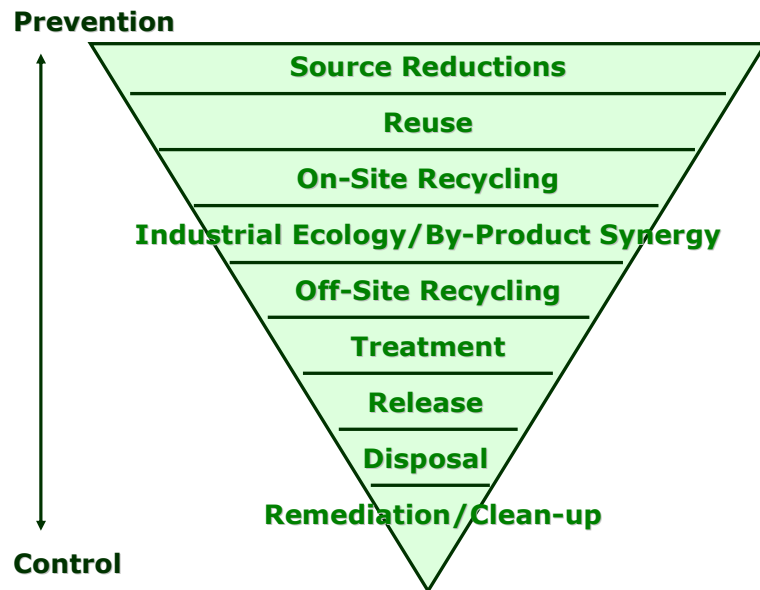 Prevention
Source Reductions
Reuse
On-Site Recycling
Industrial Ecology/By-Product Synergy
Off-Site Recycling
Treatment
Release
Disposal
Remediation/Clean-up
Control